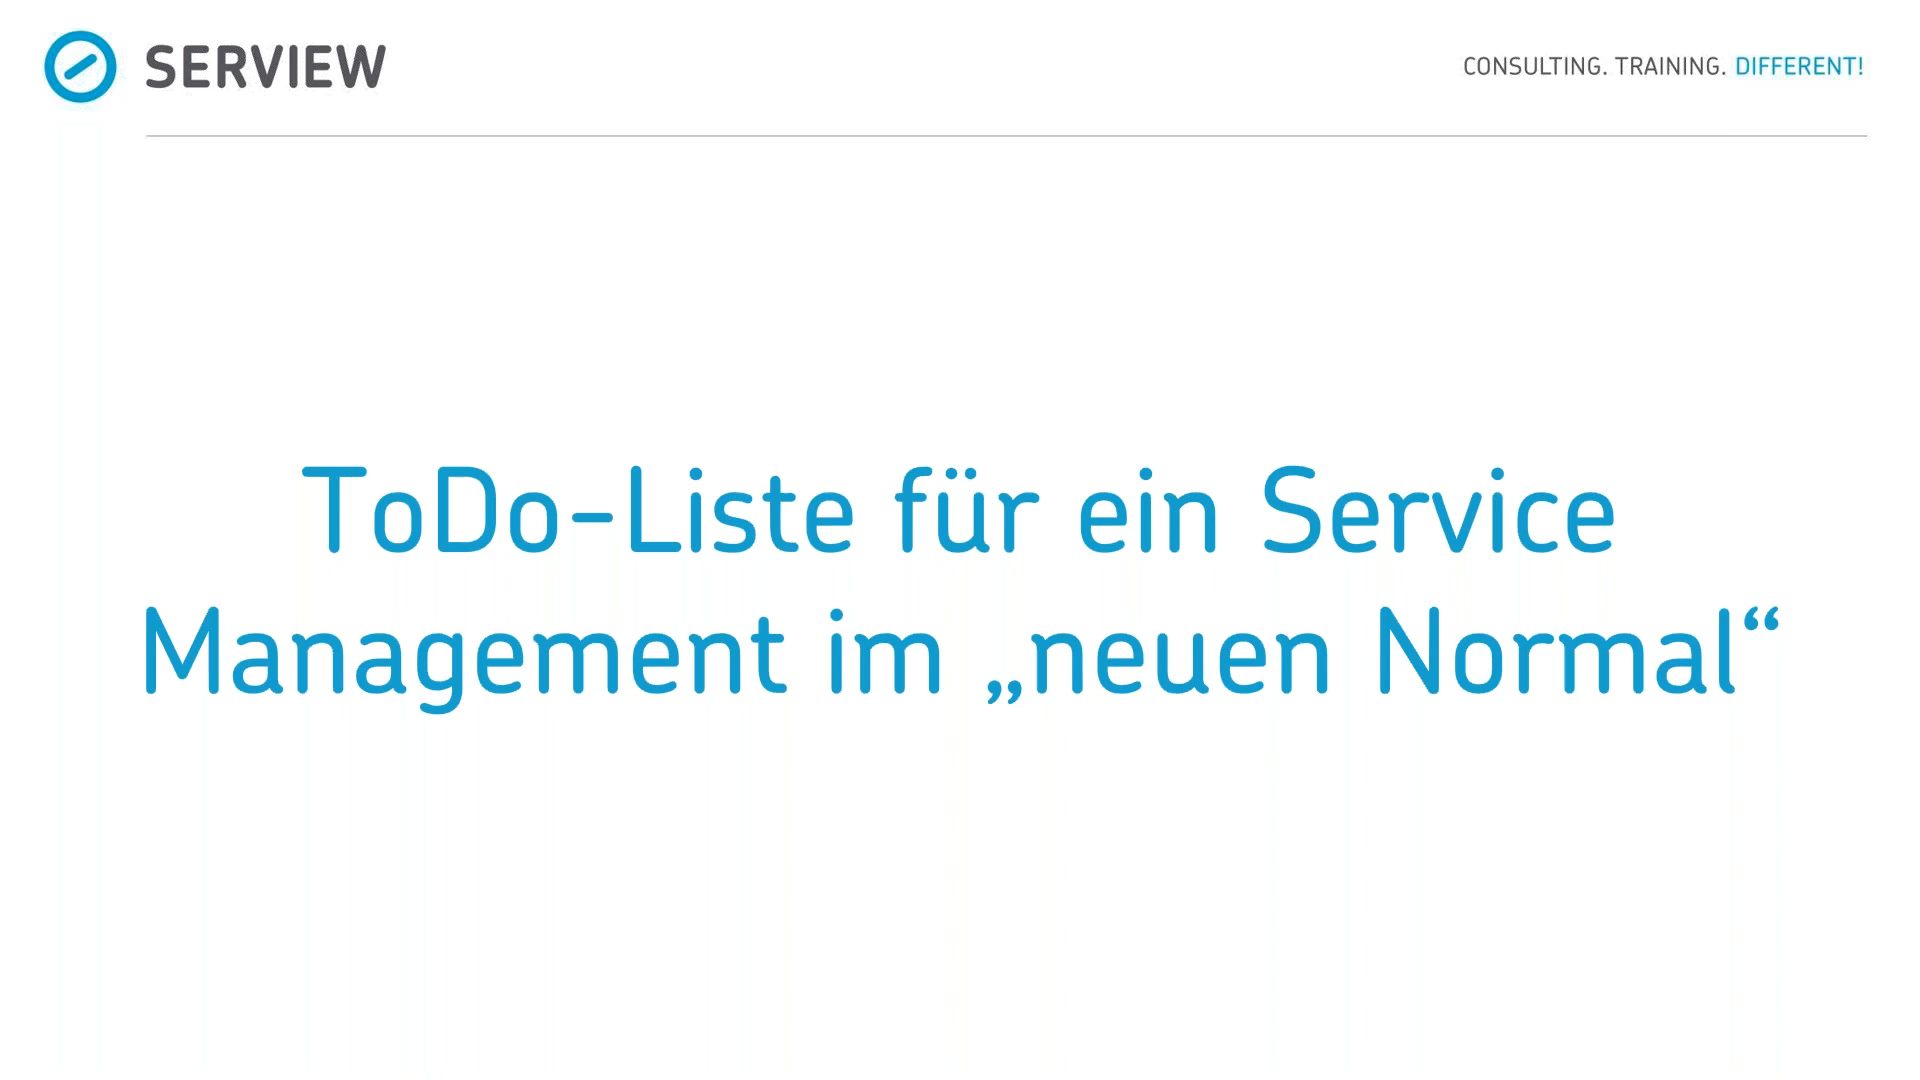 SERVIEW
CONSULTING. TRAINING. DIFFERENT!
ToDo-Liste für ein Service
Management im „neuen Normal“